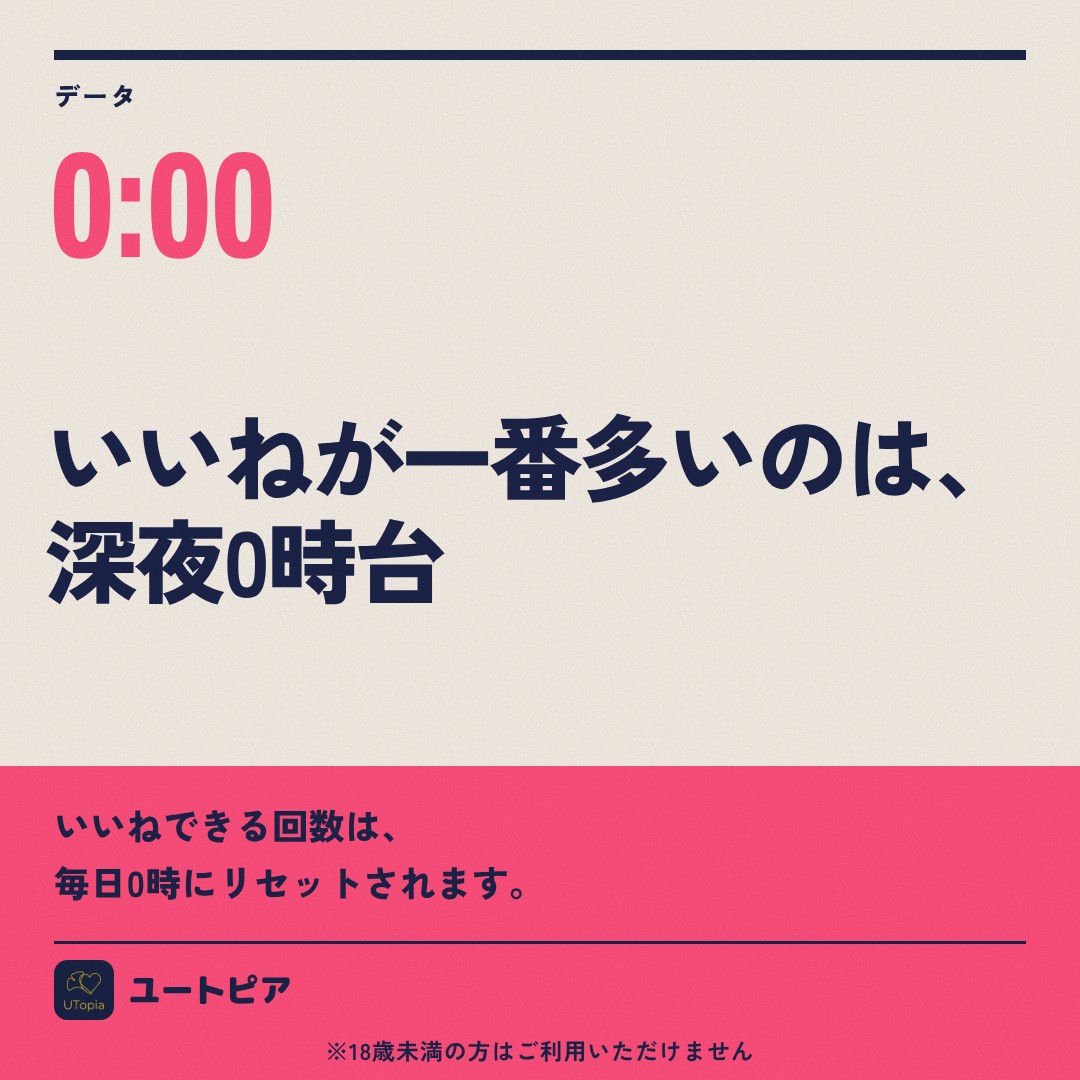 データ
0:00
いいねが一番多いのは、
深夜0時台
いいねできる回数は、
毎日0時にリセットされます。
UTopia
ユートピア
※18歳未満の方はご利用いただけません